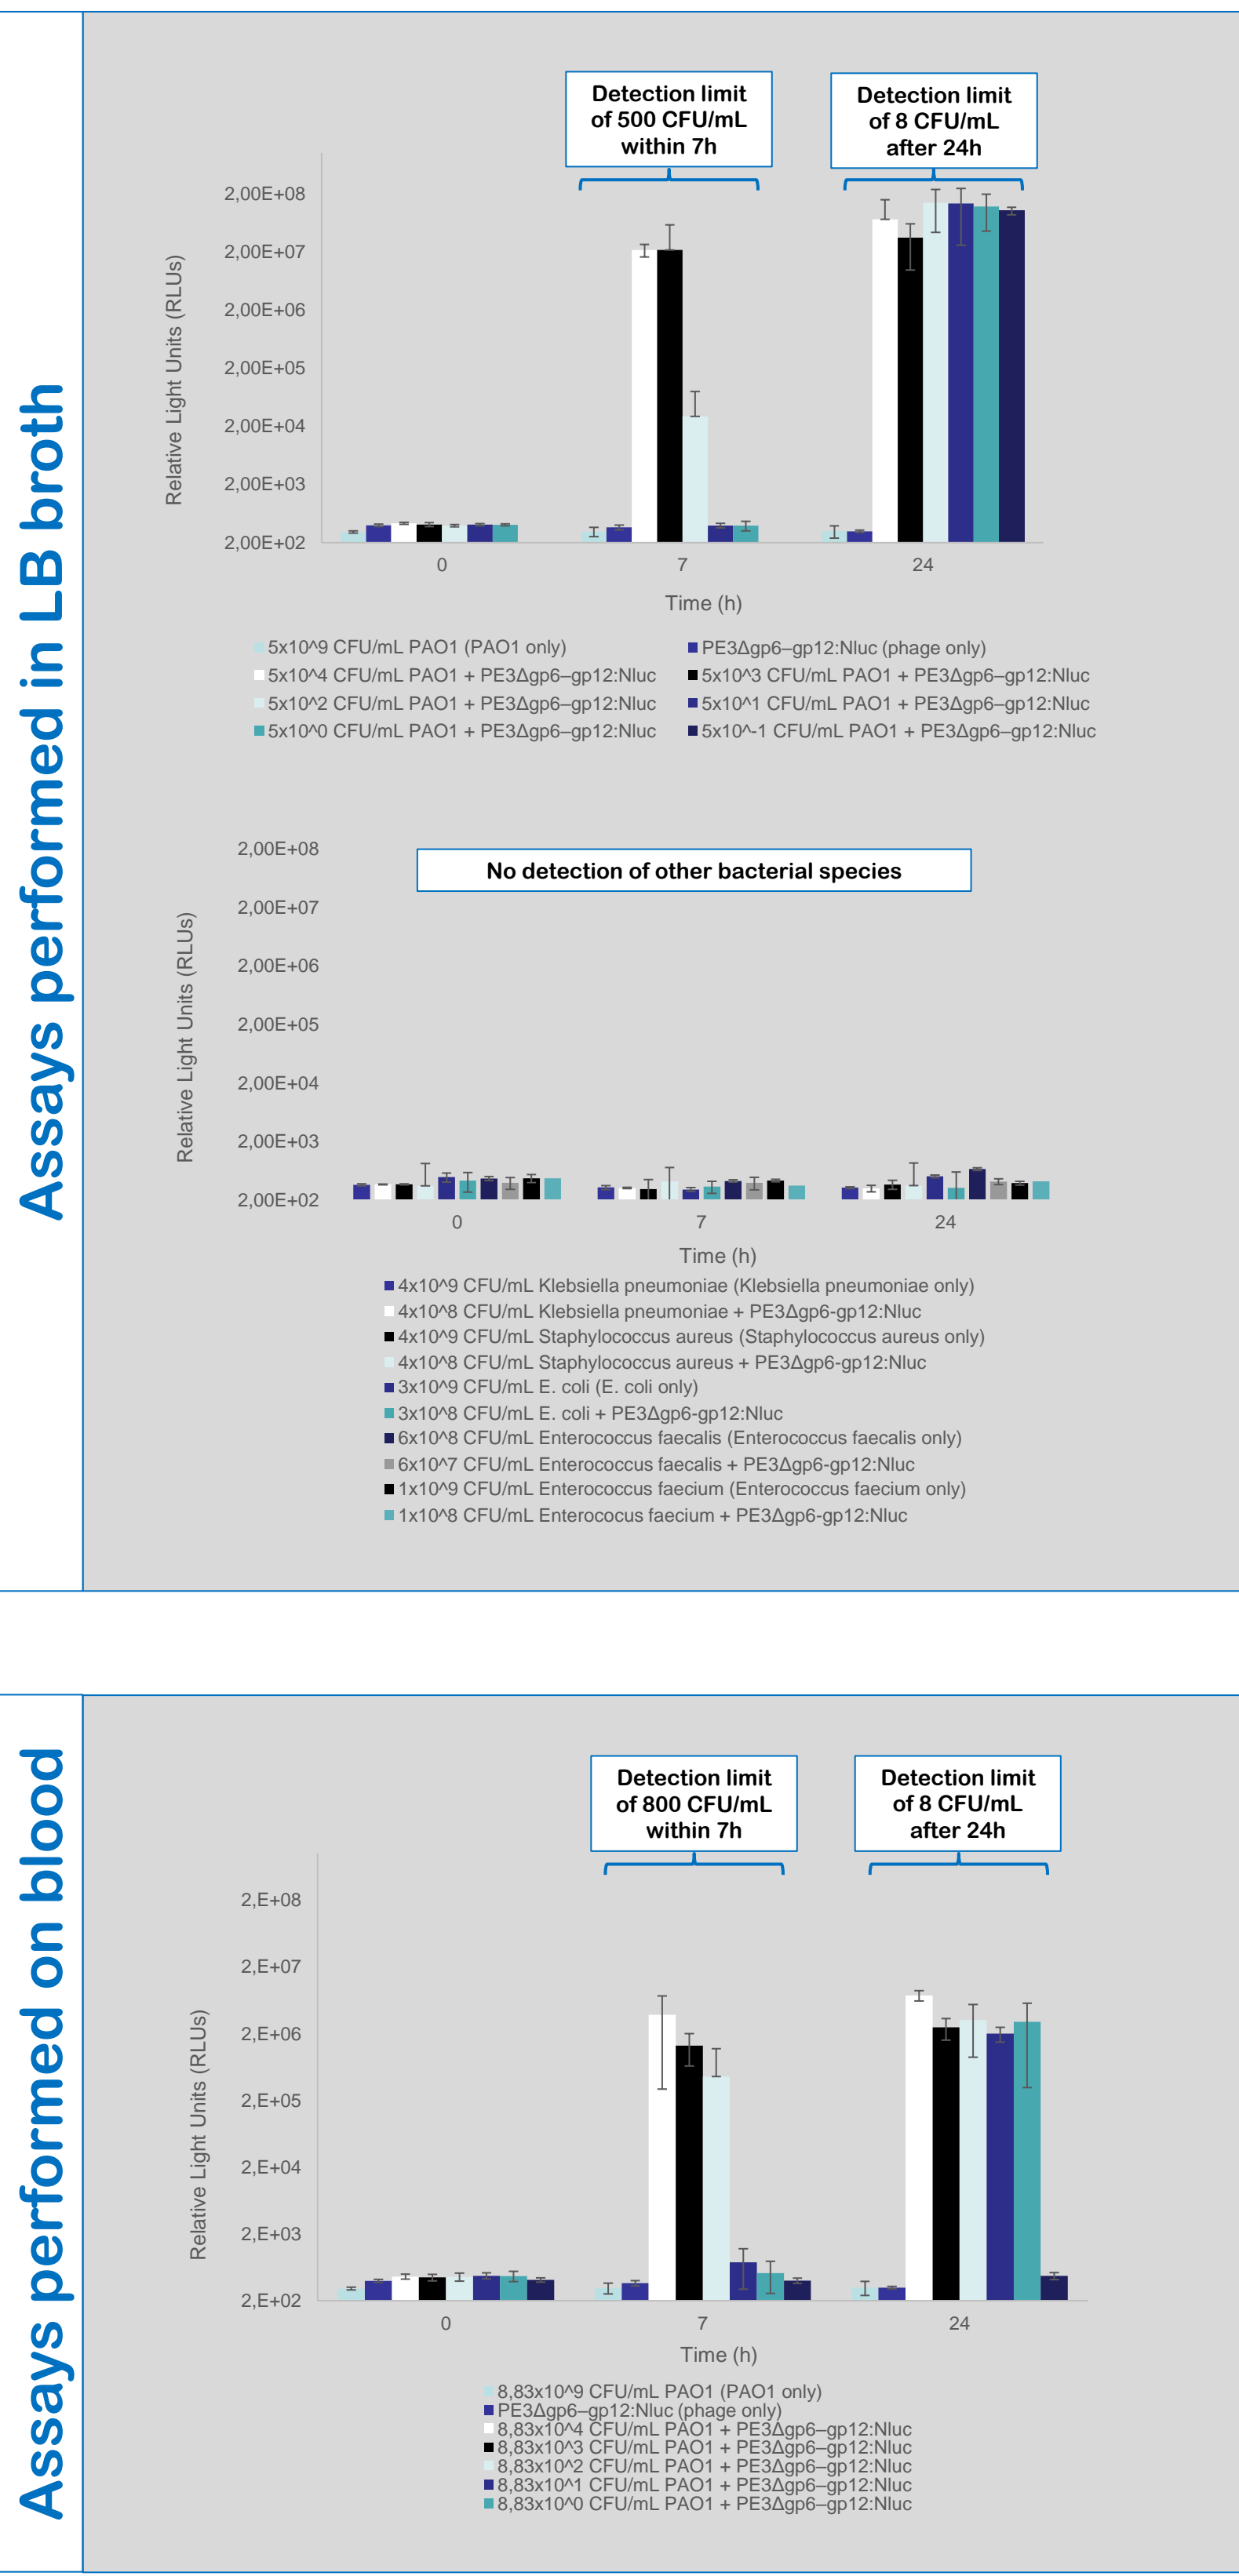 Assays performed in LB broth
Detection limit
of 500 CFU/mL
within 7h
Detection limit
of 8 CFU/mL
after 24h
Relative Light Units (RLUs)
2,00E+08
2,00E+07
2,00E+06
2,00E+05
2,00E+04
2,00E+03
2,00E+02
0 7 24
Time (h)
5x10^9 CFU/mL PAO1 (PAO1 only) PE3Δgp6–gp12:Nluc (phage only)
5x10^4 CFU/mL PAO1 + PE3Δgp6–gp12:Nluc 5x10^3 CFU/mL PAO1 + PE3Δgp6–gp12:Nluc
5x10^2 CFU/mL PAO1 + PE3Δgp6–gp12:Nluc 5x10^1 CFU/mL PAO1 + PE3Δgp6–gp12:Nluc
5x10^0 CFU/mL PAO1 + PE3Δgp6–gp12:Nluc 5x10^-1 CFU/mL PAO1 + PE3Δgp6–gp12:Nluc
No detection of other bacterial species
Relative Light Units (RLUs)
2,00E+08
2,00E+07
2,00E+06
2,00E+05
2,00E+04
2,00E+03
2,00E+02
0 7 24
Time (h)
4x10^9 CFU/mL Klebsiella pneumoniae (Klebsiella pneumoniae only)
4x10^8 CFU/mL Klebsiella pneumoniae + PE3Δgp6-gp12:Nluc
4x10^9 CFU/mL Staphylococcus aureus (Staphylococcus aureus only)
4x10^8 CFU/mL Staphylococcus aureus + PE3Δgp6-gp12:Nluc
3x10^9 CFU/mL E. coli (E. coli only)
3x10^8 CFU/mL E. coli + PE3Δgp6-gp12:Nluc
6x10^8 CFU/mL Enterococcus faecalis (Enterococcus faecalis only)
6x10^7 CFU/mL Enterococcus faecalis + PE3Δgp6-gp12:Nluc
1x10^9 CFU/mL Enterococcus faecium (Enterococcus faecium only)
1x10^8 CFU/mL Enterococus faecium + PE3Δgp6-gp12:Nluc
Assays performed on blood
Detection limit
of 800 CFU/mL
within 7h
Detection limit
of 8 CFU/mL
after 24h
Relative Light Units (RLUs)
2,E+08
2,E+07
2,E+06
2,E+05
2,E+04
2,E+03
2,E+02
0 7 24
Time (h)
8,83x10^9 CFU/mL PAO1 (PAO1 only)
PE3Δgp6–gp12:Nluc (phage only)
8,83x10^4 CFU/mL PAO1 + PE3Δgp6–gp12:Nluc
8,83x10^3 CFU/mL PAO1 + PE3Δgp6–gp12:Nluc
8,83x10^2 CFU/mL PAO1 + PE3Δgp6–gp12:Nluc
8,83x10^1 CFU/mL PAO1 + PE3Δgp6–gp12:Nluc
8,83x10^0 CFU/mL PAO1 + PE3Δgp6–gp12:Nluc